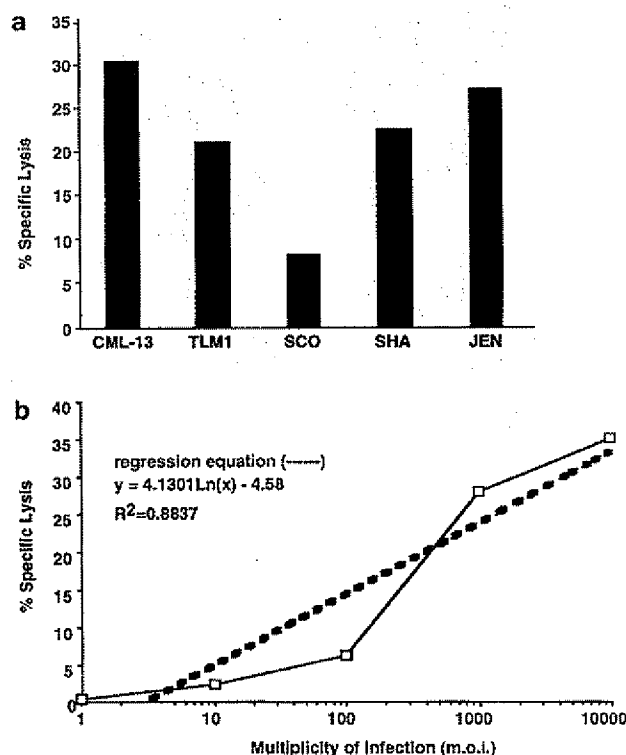 a
% Specific Lysis
35
30
25
20
15
10
5
0
CML-13 TLM1 SCO SHA JEN
b
% Specific Lysis
40
35
30
25
20
15
10
5
0
regression equation (-----)
y = 4.1301Ln(x) - 4.58
R2=0.8837
1 10 100 1000 10000
Multiplicity of Infection (m.o.i.)